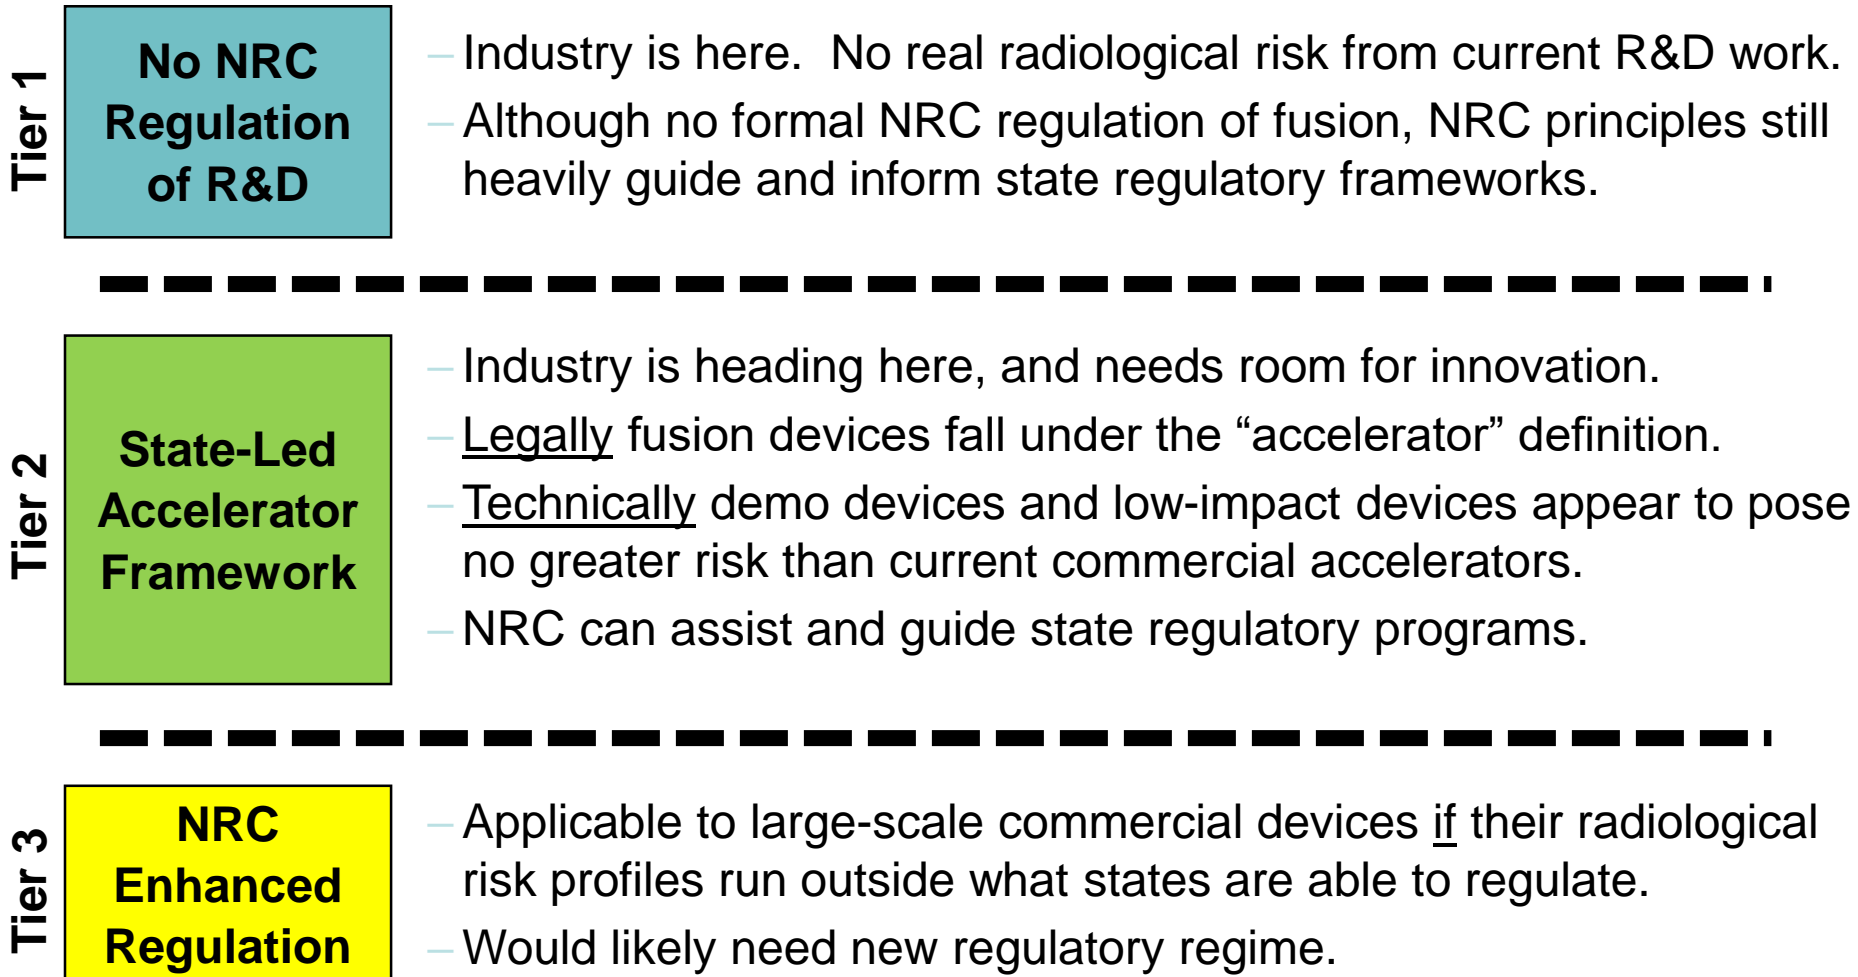 Tier 1
No NRC
Regulation
of R&D
– Industry is here.  No real radiological risk from current R&D work.
– Although no formal NRC regulation of fusion, NRC principles still
heavily guide and inform state regulatory frameworks.
Tier 2
State-Led
Accelerator
Framework
– Industry is heading here, and needs room for innovation.
– Legally fusion devices fall under the “accelerator” definition.
– Technically demo devices and low-impact devices appear to pose
no greater risk than current commercial accelerators.
– NRC can assist and guide state regulatory programs.
Tier 3
NRC
Enhanced
Regulation
– Applicable to large-scale commercial devices if their radiological
risk profiles run outside what states are able to regulate.
– Would likely need new regulatory regime.